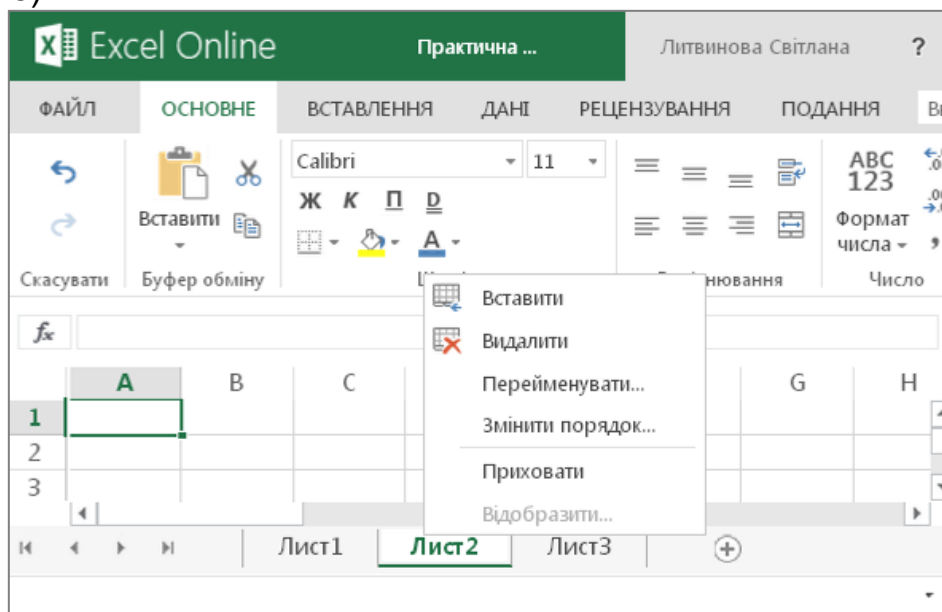 Excel Online Практична ... Литвинова Світлана ?
ФАЙЛ ОСНОВНЕ ВСТАВЛЕННЯ ДАНІ РЕЦЕНЗУВАННЯ ПОДАННЯ
Calibri 11 ABC
123
Ж К П D
Вставити Формат
числа
А
Скасувати Буфер обміну Число
Вставити
fx
Видалити
A B C Перейменувати... G H
1
Змінити порядок...
2
Приховати
3
Відобразити...
Лист1 Лист2 Лист3